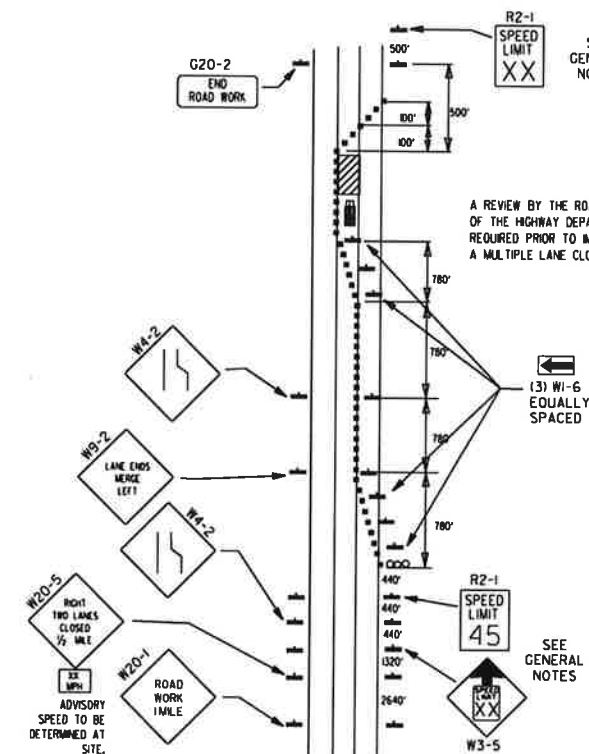 R2-1
SPEED
LIMIT
XX
500'
G20-2
END
ROAD WORK
500'
100'
100'
A REVIEW BY THE
OF THE HIGHWAY
REQUIRED PRIOR TO
A MULTIPLE LANE
780'
780'
W4-2
(3) W1-6
EQUALLY
SPACED
780'
W9-2
LANE ENDS
MERGE
LEFT
780'
W4-2
440'
R2-1
SPEED
LIMIT
45
440'
W20-5
RIGHT
TWO LANES
CLOSED
1/2 MILE
440'
SEE
GENERAL
NOTES
1320'
XX
MPH
W20-1
ROAD
WORK
1 MILE
2640'
SPEED
LIMIT
XX
W3-5
ADVISORY
SPEED TO BE
DETERMINED AT
SITE.